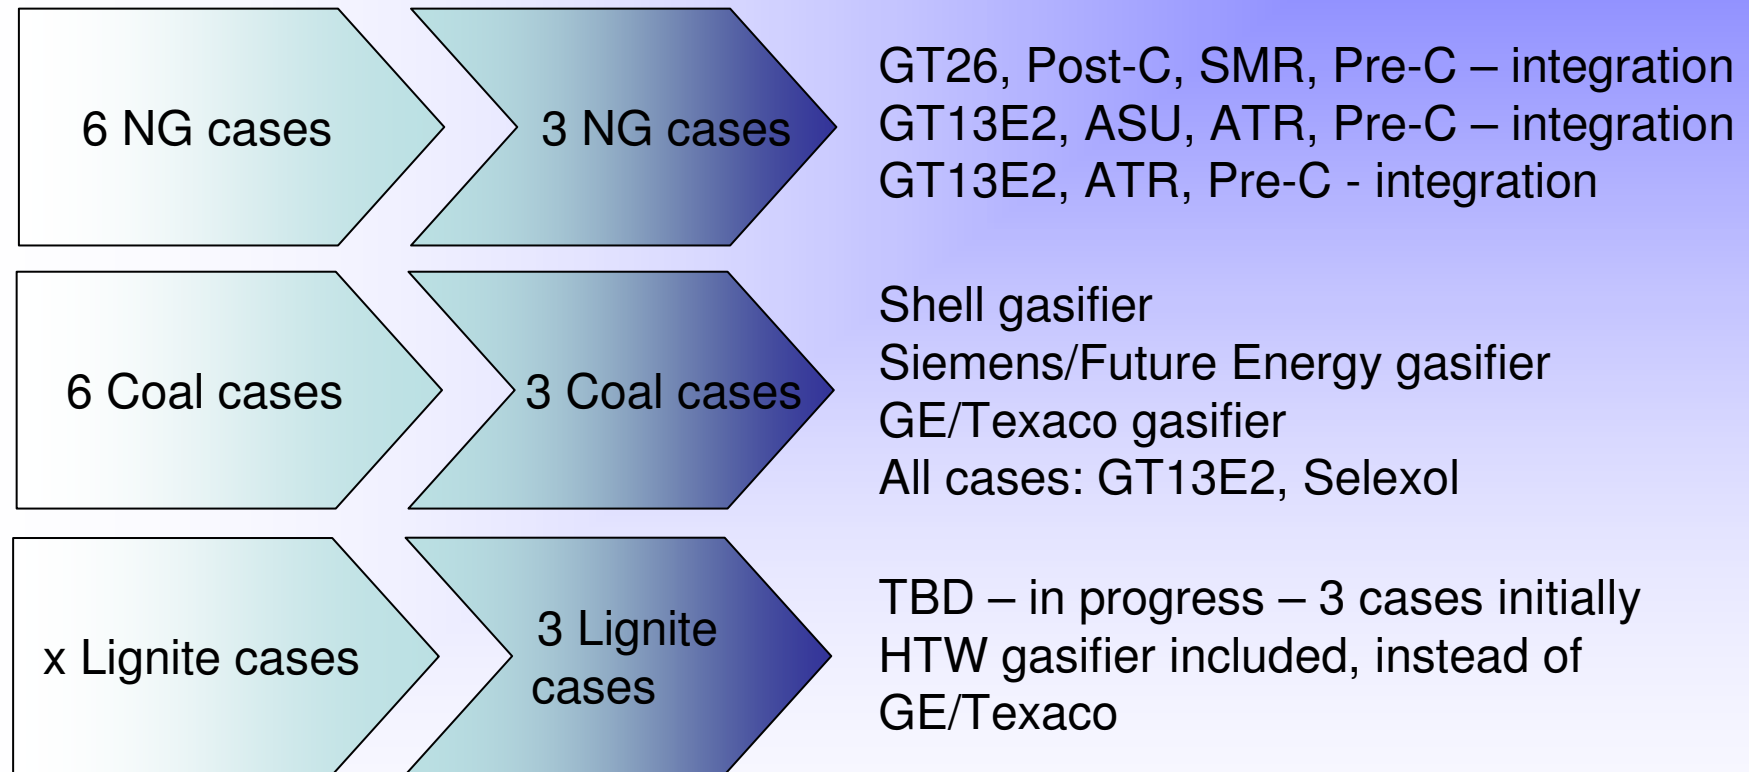 6 NG cases
3 NG cases
GT26, Post-C, SMR, Pre-C – integration
GT13E2, ASU, ATR, Pre-C – integration
GT13E2, ATR, Pre-C - integration
6 Coal cases
3 Coal cases
Shell gasifier
Siemens/Future Energy gasifier
GE/Texaco gasifier
All cases: GT13E2, Selexol
x Lignite cases
3 Lignite
cases
TBD – in progress – 3 cases initially
HTW gasifier included, instead of
GE/Texaco